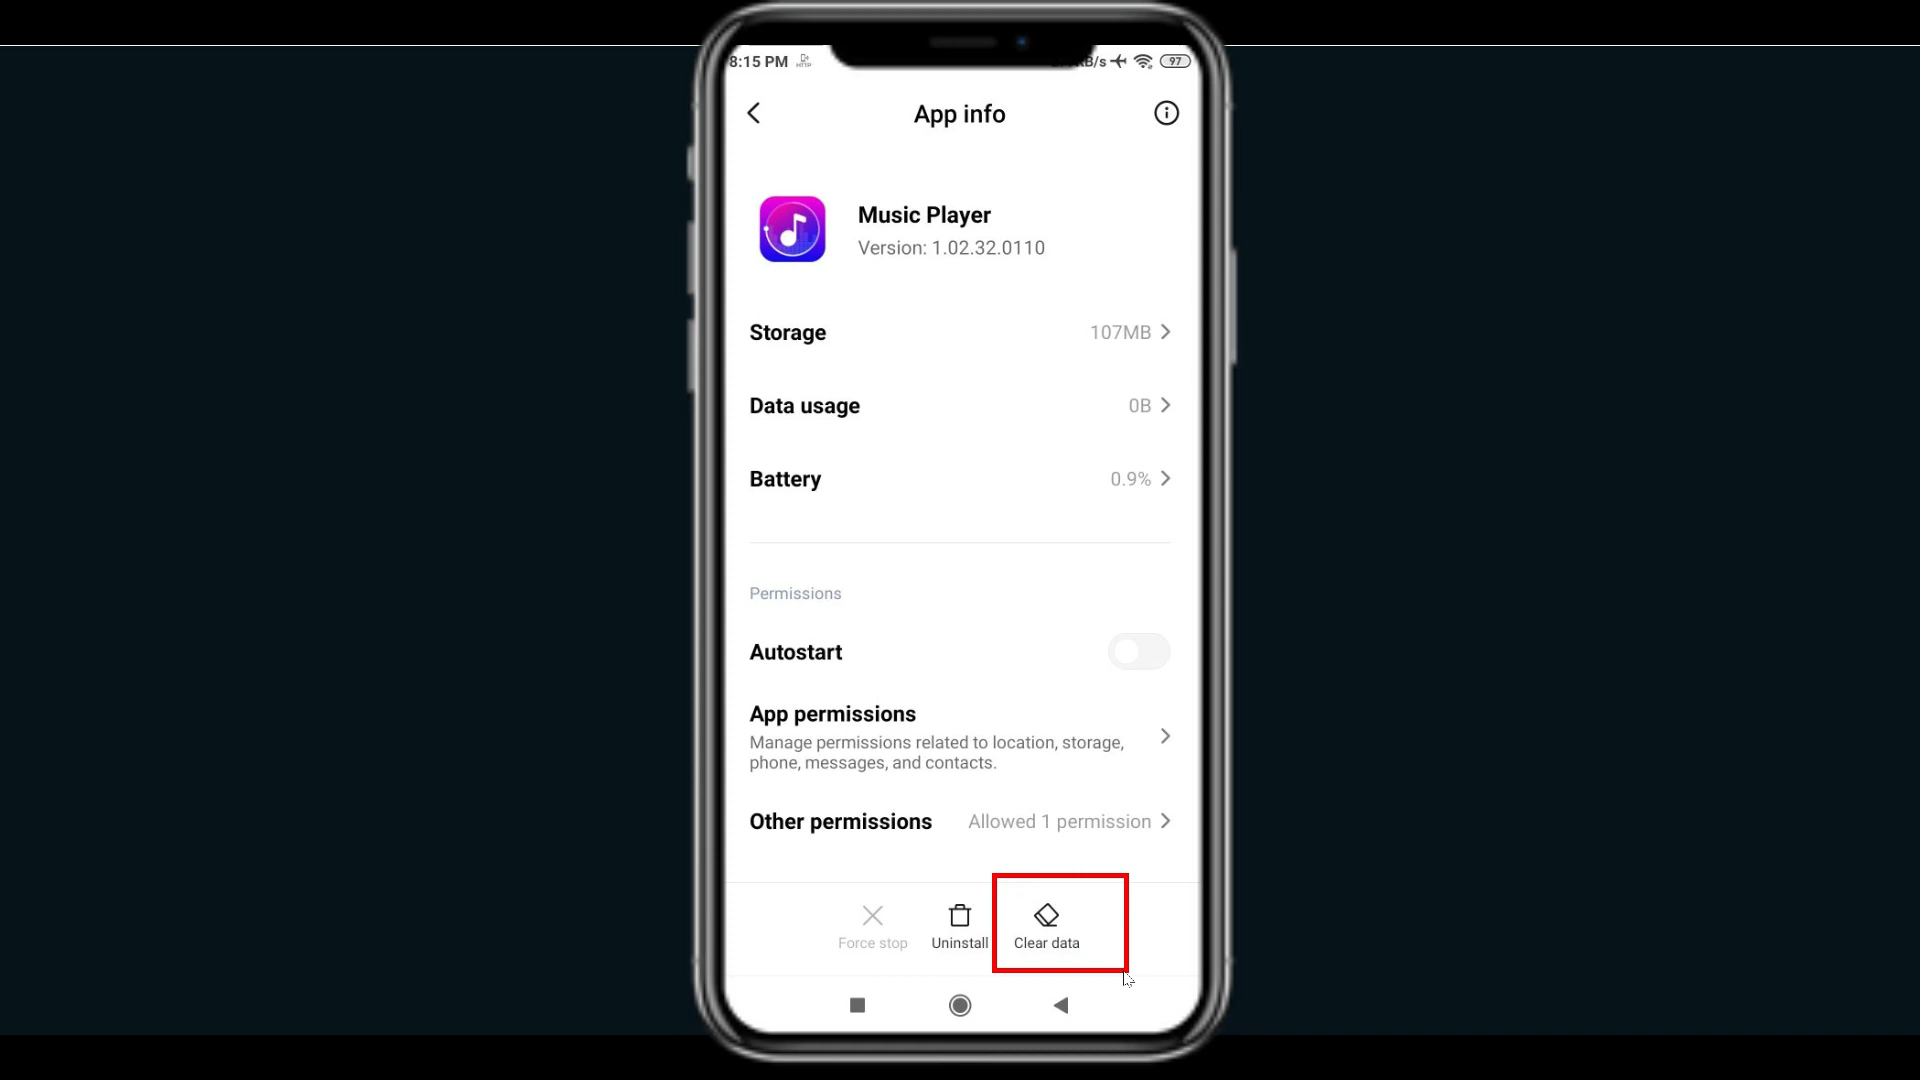 8:15 PM
B/s
97
App info
Music Player
Version: 1.02.32.0110
Storage
107MB
Data usage
0B
Battery
0.9%
Permissions
Autostart
App permissions
Manage permissions related to location, storage,
phone, messages, and contacts.
Other permissions
Allowed 1 permission
Force stop
Uninstall
Clear data